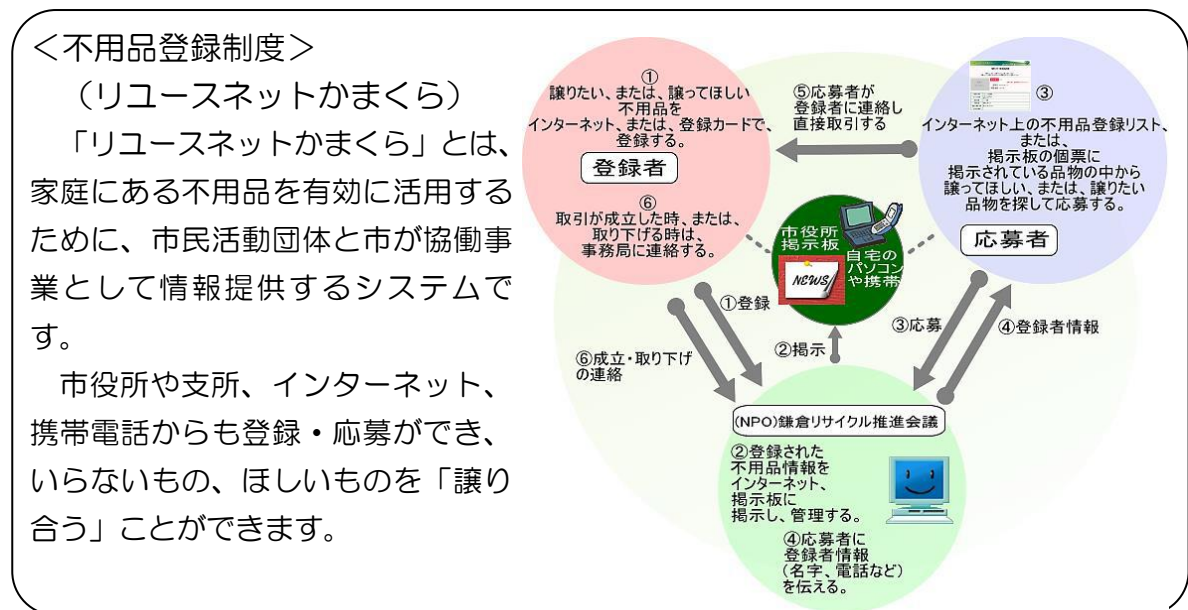 ＜不用品登録制度＞
（リユースネットかまくら）
「リユースネットかまくら」とは、
家庭にある不用品を有効に活用する
ために、市民活動団体と市が協働事
業として情報提供するシステムで
す。
市役所や支所、インターネット、
携帯電話からも登録・応募ができ、
いらないもの、ほしいものを「譲り
合う」ことができます。
①
譲りたい、または、譲ってほしい
不用品を
インターネット、または、登録カードで、
登録する。
登録者
⑥
取引が成立した時、または、
取り下げる時は、
事務局に連絡する。
⑤応募者が
登録者に連絡し
直接取引する
③
インターネット上の不用品登録リスト、
または、
掲示板の個票に
掲示されている品物の中から
譲ってほしい、または、譲りたい
品物を探して応募する。
応募者
市役所
掲示板
NEWS
自宅の
パソコン
や携帯
①登録
⑥成立・取り下げ
の連絡
②掲示
③応募
④登録者情報
(NPO)鎌倉リサイクル推進会議
②登録された
不用品情報を
インターネット、
掲示板に
掲示し、管理する。
④応募者に
登録者情報
（名字、電話など）
を伝える。